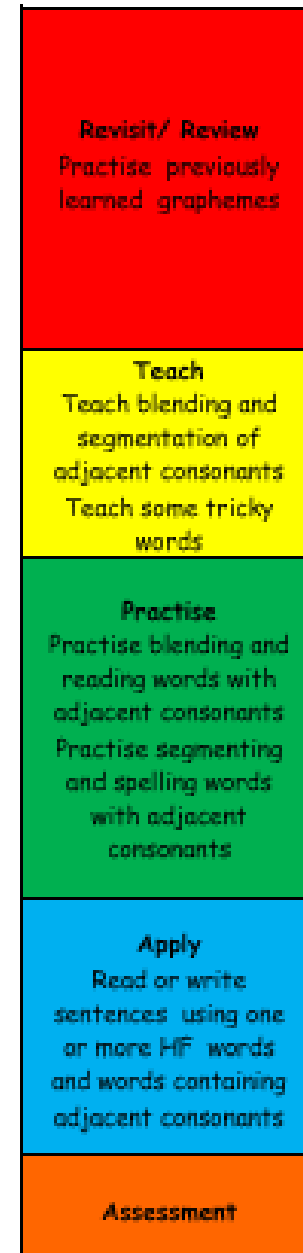 Revisit/ Review
Practise previously
learned graphemes
Teach
Teach blending and
segmentation of
adjacent consonants
Teach some tricky
words
Practise
Practise blending and
reading words with
adjacent consonants
Practise segmenting
and spelling words
with adjacent
consonants
Apply
Read or write
sentences using one
or more HF words
and words containing
adjacent consonants
Assessment